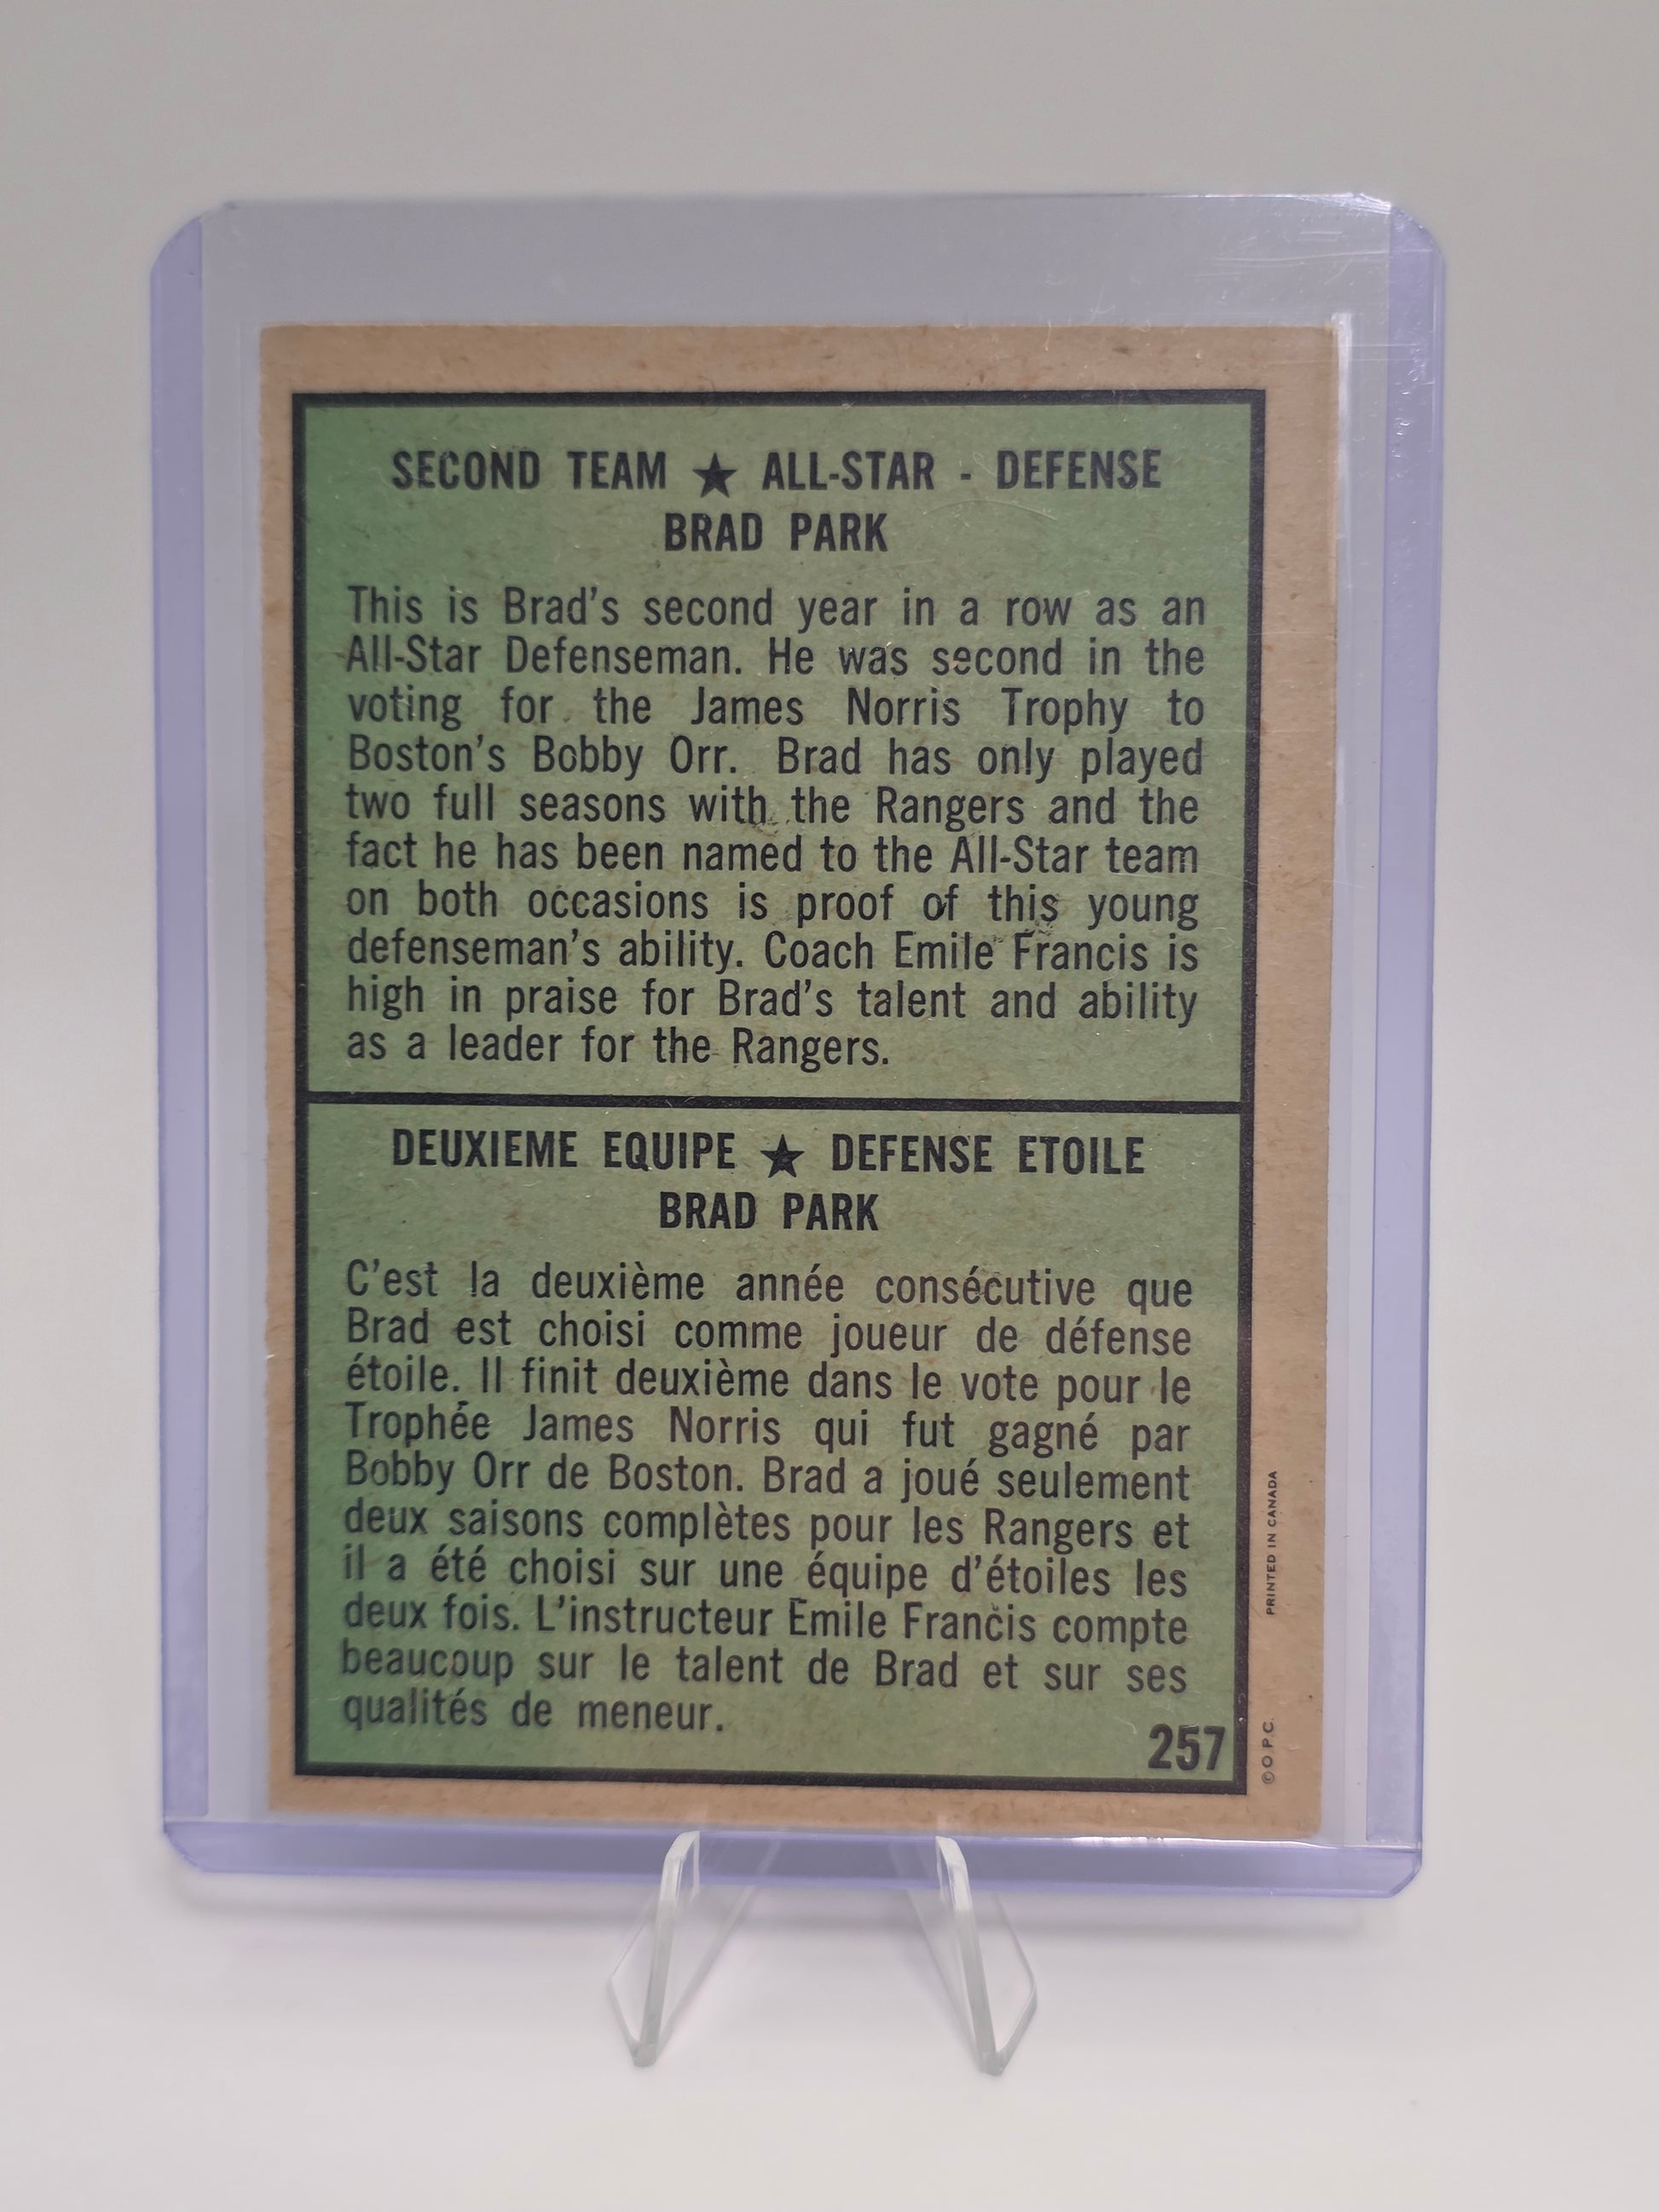 SECOND TEAM ★ ALL-STAR - DEFENSE
BRAD PARK
This is Brad's second year in a row as an
All-Star Defenseman. He was second in the
voting for the James Norris Trophy to
Boston's Bobby Orr. Brad has only played
two full seasons with the Rangers and the
fact he has been named to the All-Star team
on both occasions is proof of this young
defenseman's ability. Coach Emile Francis is
high in praise for Brad's talent and ability
as a leader for the Rangers.
DEUXIEME EQUIPE ★ DEFENSE ETOILE
BRAD PARK
C'est la deuxième année consécutive que
Brad est choisi comme joueur de défense
étoile. Il finit deuxième dans le vote pour le
Trophée James Norris qui fut gagné par
Bobby Orr de Boston. Brad a joué seulement
deux saisons complètes pour les Rangers et
il a été choisi sur une équipe d'étoiles les
deux fois. L'instructeur Emile Francis compte
beaucoup sur le talent de Brad et sur ses
qualités de meneur.
257
© O P.C.
PRINTED IN CANADA